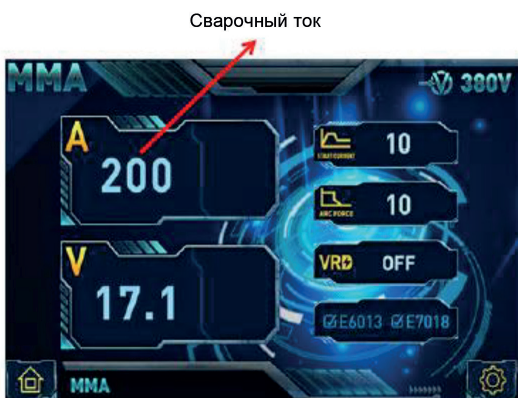 Сварочный ток
MMA
380V
A
200
START CURRENT
10
ARC FORCE
10
V
17.1
VRD
OFF
E6013 E7018
MMA